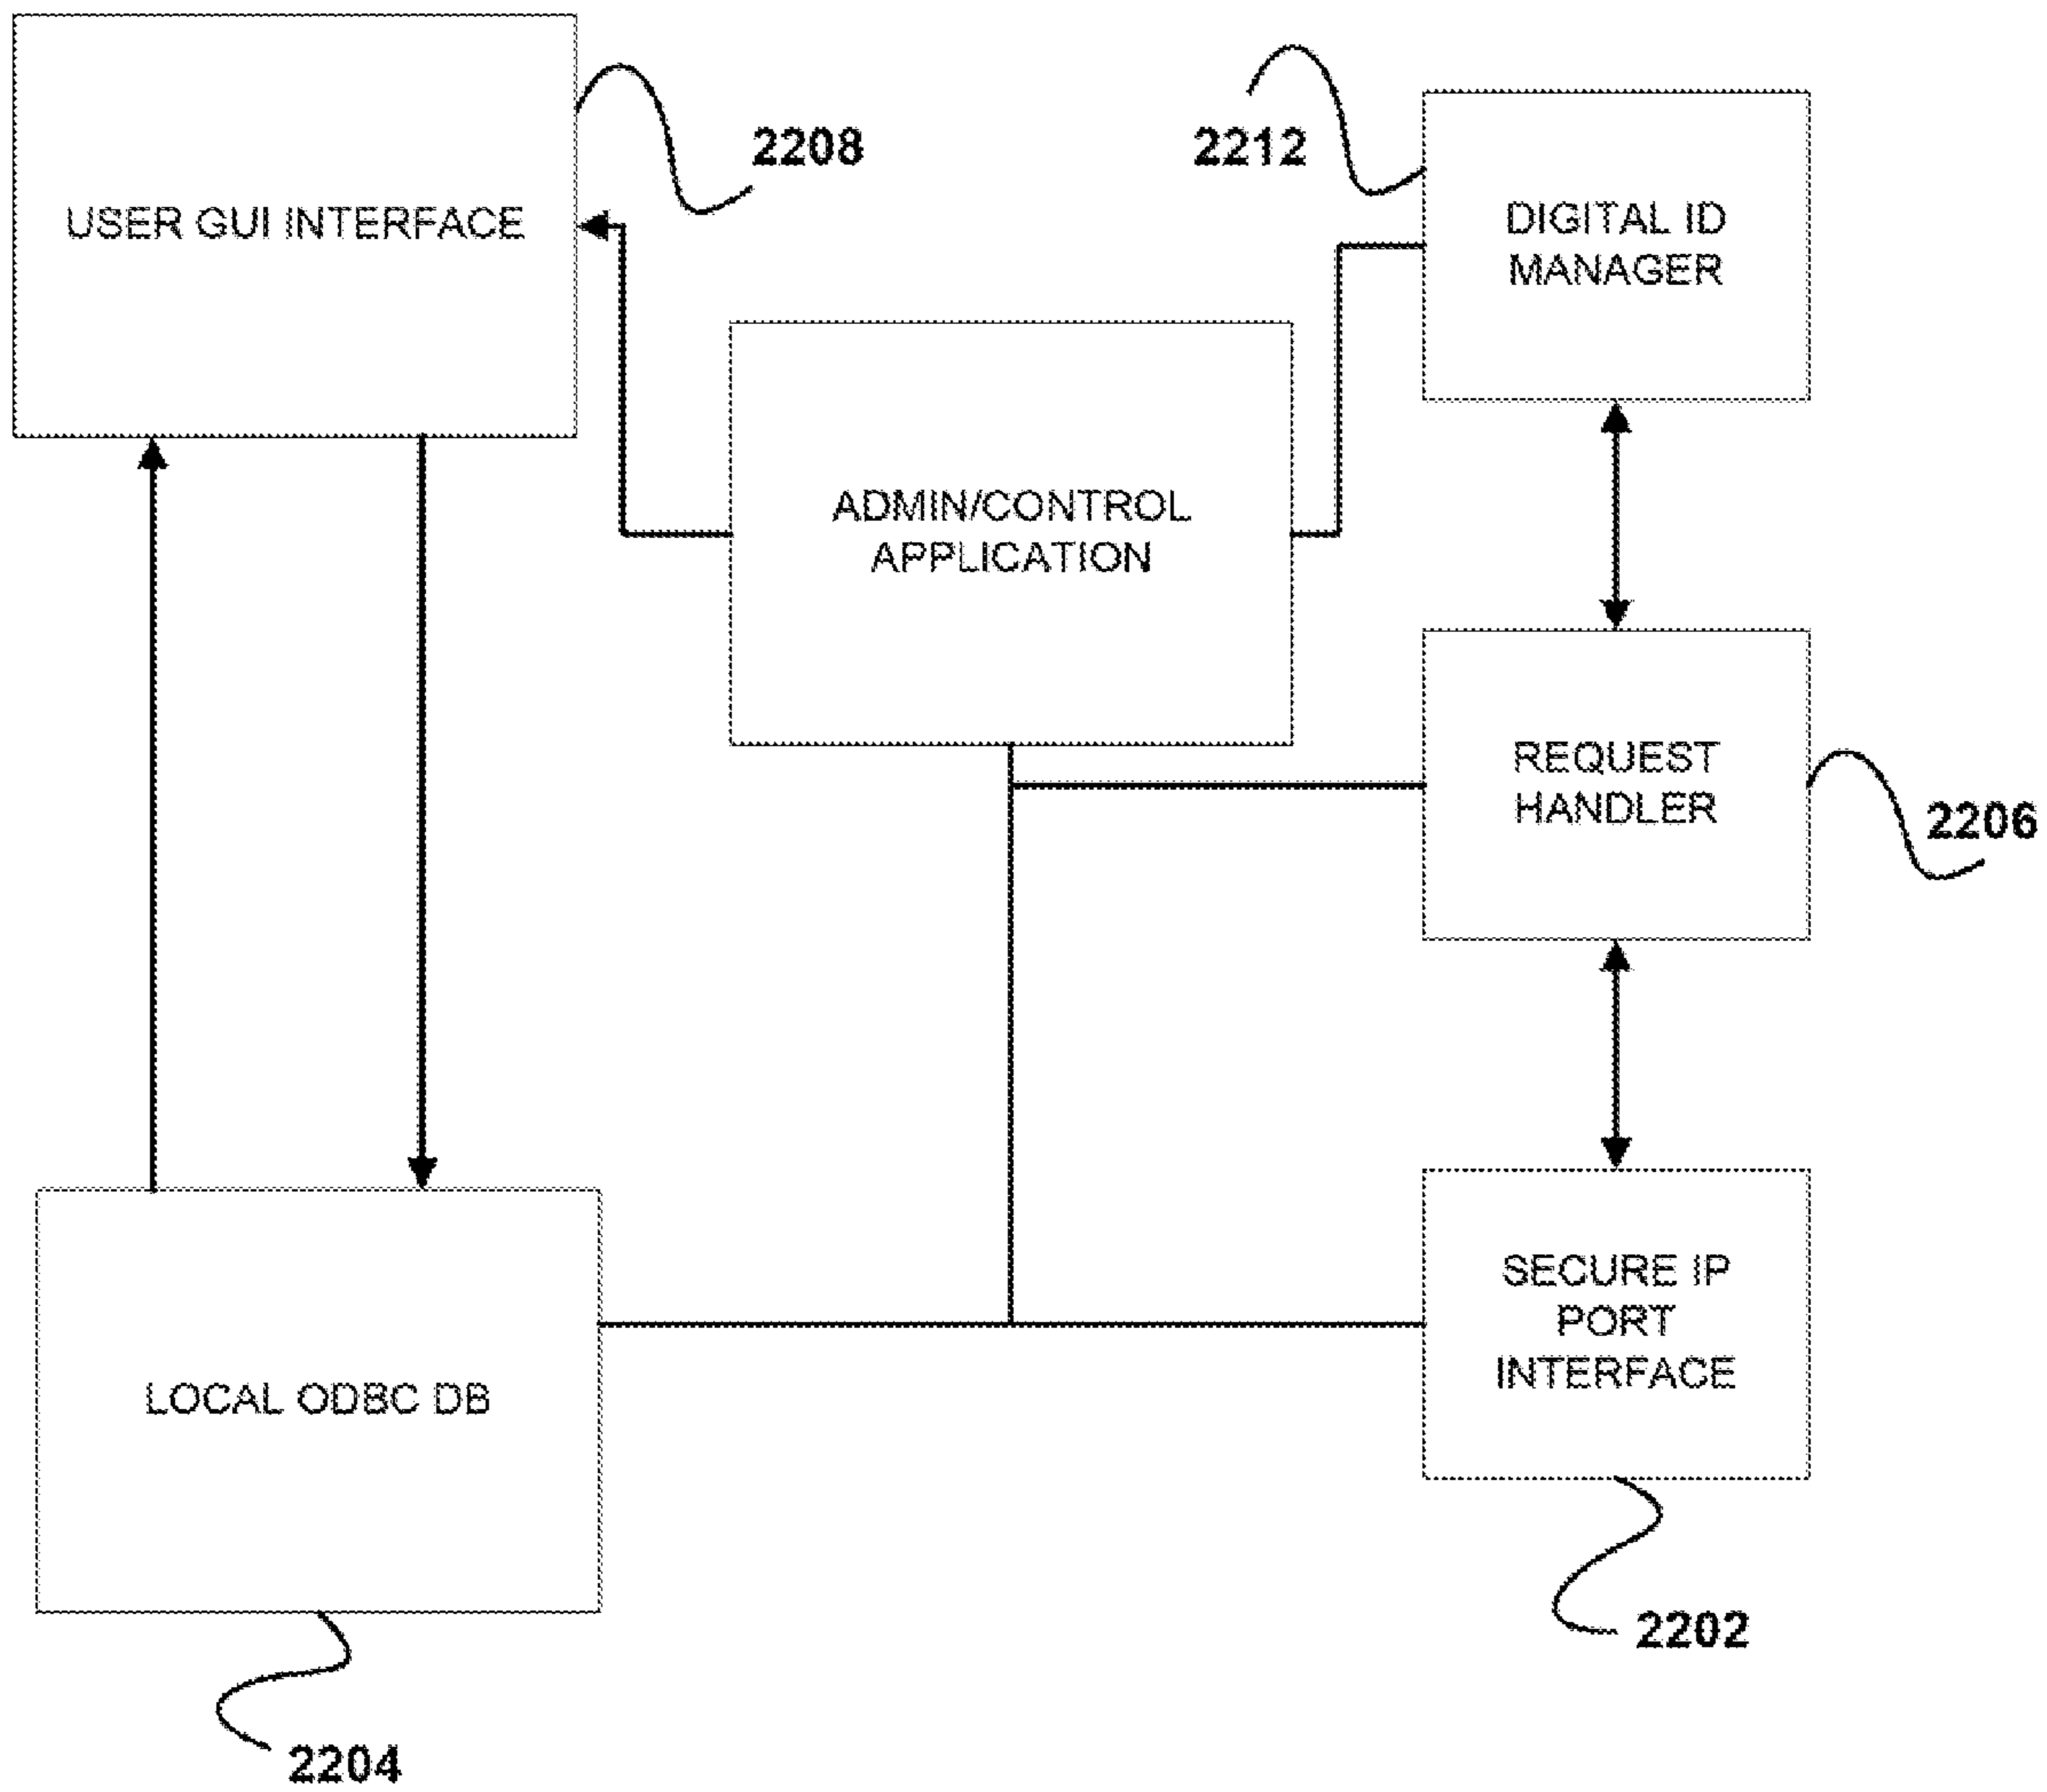 2208
2212
USER GUI INTERFACE
DIGITAL ID
MANAGER
ADMIN/CONTROL
APPLICATION
REQUEST
HANDLER
2206
SECURE IP
PORT
INTERFACE
LOCAL ODBC DB
2202
2204